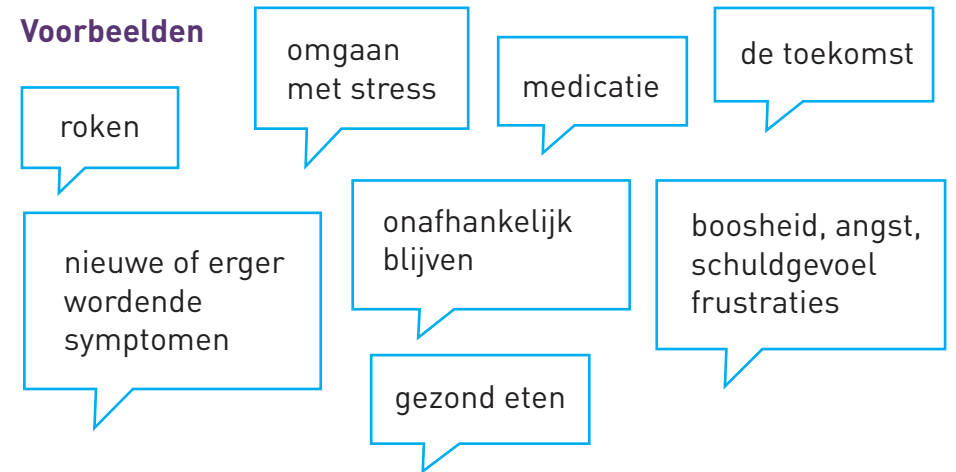 Voorbeelden
roken
omgaan
met stress
medicatie
de toekomst
nieuwe of erger
wordende
symptomen
onafhankelijk
blijven
boosheid, angst,
schuldgevoel
frustraties
gezond eten